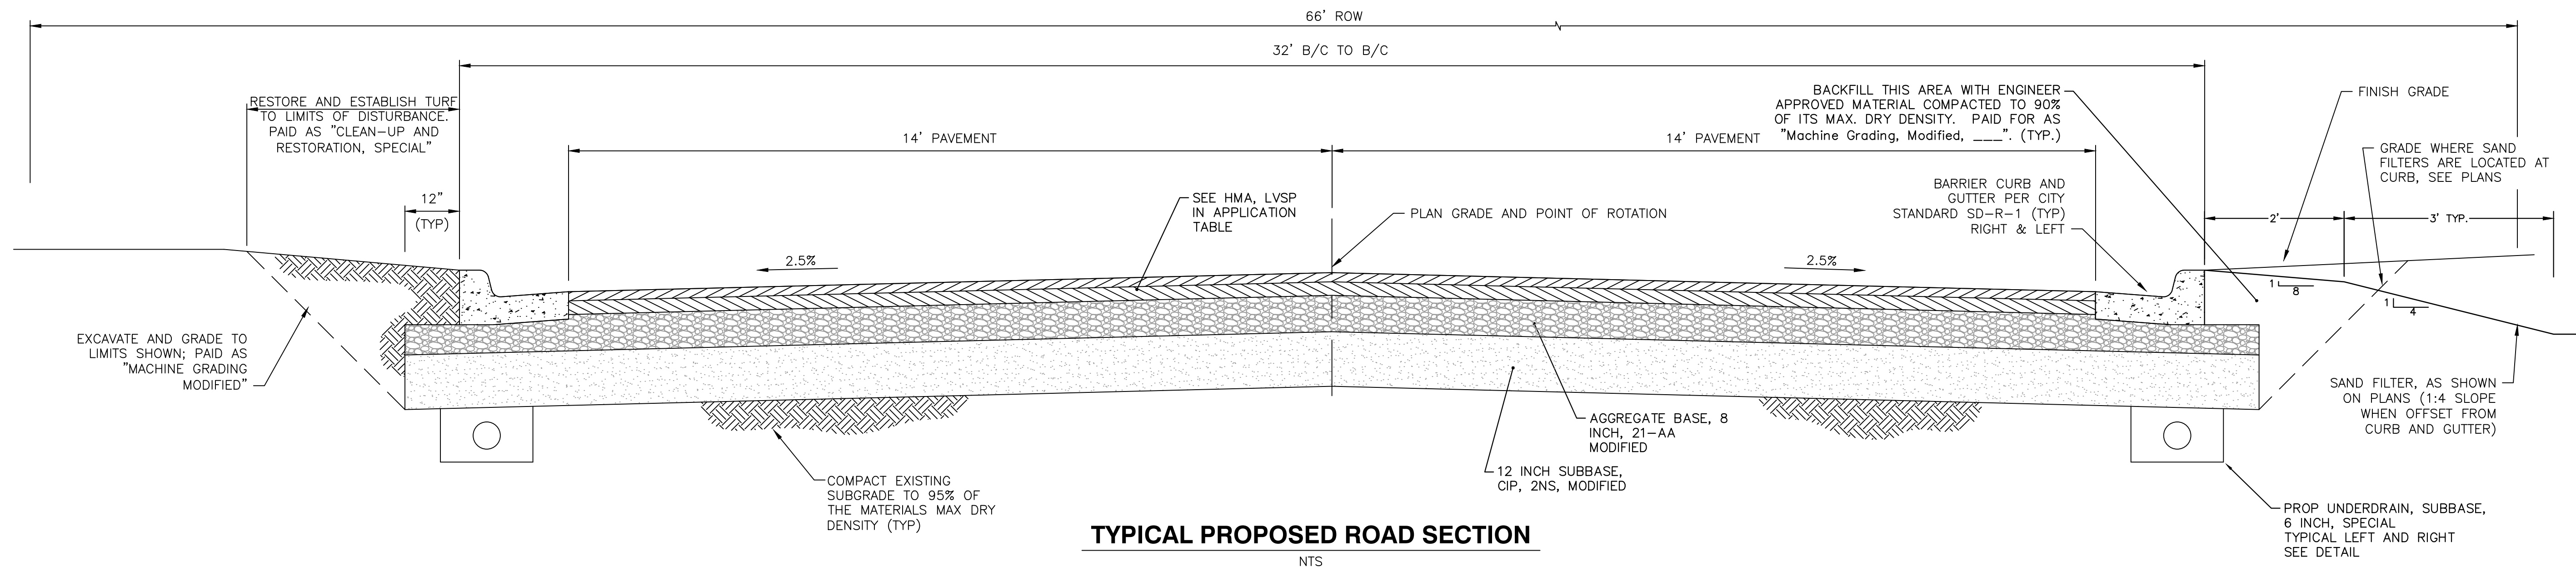 66' ROW
32' B/C TO B/C
RESTORE AND ESTABLISH TURF
TO LIMITS OF DISTURBANCE.
PAID AS "CLEAN-UP AND
RESTORATION, SPECIAL"
14' PAVEMENT
14' PAVEMENT
BACKFILL THIS AREA WITH ENGINEER
APPROVED MATERIAL COMPACTED TO 90%
OF ITS MAX. DRY DENSITY. PAID FOR AS
"Machine Grading, Modified, ___". (TYP.)
FINISH GRADE
GRADE WHERE SAND
FILTERS ARE LOCATED AT
CURB, SEE PLANS
12"
(TYP)
SEE HMA, LVSP
IN APPLICATION
TABLE
PLAN GRADE AND POINT OF ROTATION
BARRIER CURB AND
GUTTER PER CITY
STANDARD SD-R-1 (TYP)
RIGHT & LEFT
2'
3' TYP.
2.5%
2.5%
1
8
1
4
EXCAVATE AND GRADE TO
LIMITS SHOWN; PAID AS
"MACHINE GRADING
MODIFIED"
SAND FILTER, AS SHOWN
ON PLANS (1:4 SLOPE
WHEN OFFSET FROM
CURB AND GUTTER)
AGGREGATE BASE, 8
INCH, 21-AA
MODIFIED
12 INCH SUBBASE,
CIP, 2NS, MODIFIED
COMPACT EXISTING
SUBGRADE TO 95% OF
THE MATERIALS MAX DRY
DENSITY (TYP)
PROP UNDERDRAIN, SUBBASE,
6 INCH, SPECIAL
TYPICAL LEFT AND RIGHT
SEE DETAIL
TYPICAL PROPOSED ROAD SECTION
NTS